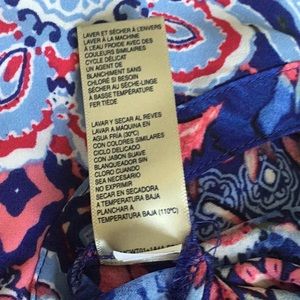 LAVER ET SÉCHER À L'ENVERS
LAVER À LA MACHINE
À L'EAU FROIDE AVEC DES
COULEURS SIMILAIRES
CYCLE DÉLICAT
UN AGENT DE
BLANCHIMENT SANS
CHLORE SI BESOIN
SÉCHER AU SÈCHE-LINGE
À BASSE TEMPÉRATURE
FER TIÈDE
LAVAR Y SECAR AL REVES
LAVAR A MAQUINA EN
AGUA FRÍA (30ºC)
CON COLORES SIMILARES
CICLO DELICADO
CON JABON SUAVE
BLANQUEADOR SIN
CLORO CUANDO
SEA NECESARIO
NO EXPRIMIR
SECAR EN SECADORA
A TEMPERATURA BAJA
PLANCHAR A
TEMPERATURA BAJA (110ºC)